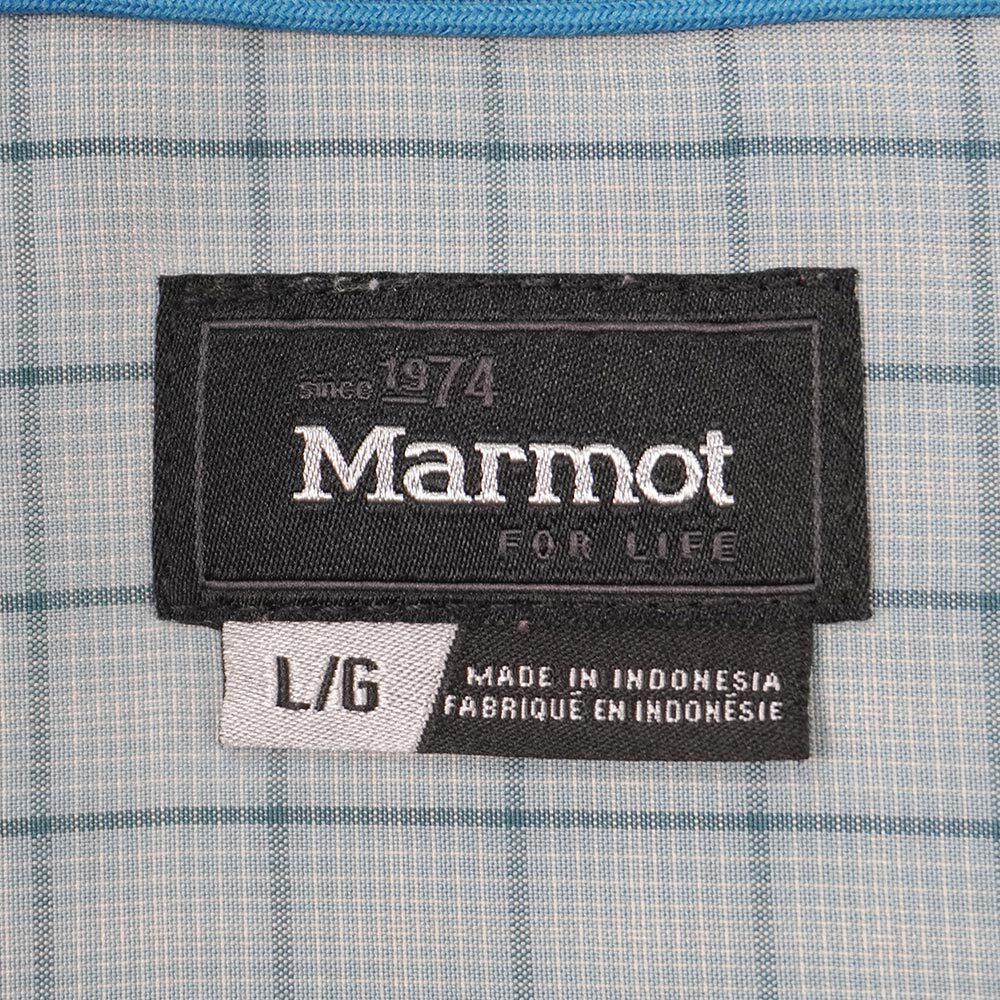 since 1974
Marmot
FOR LIFE
L/G
MADE IN INDONESIA
FABRIQUÉ EN INDONÉSIE